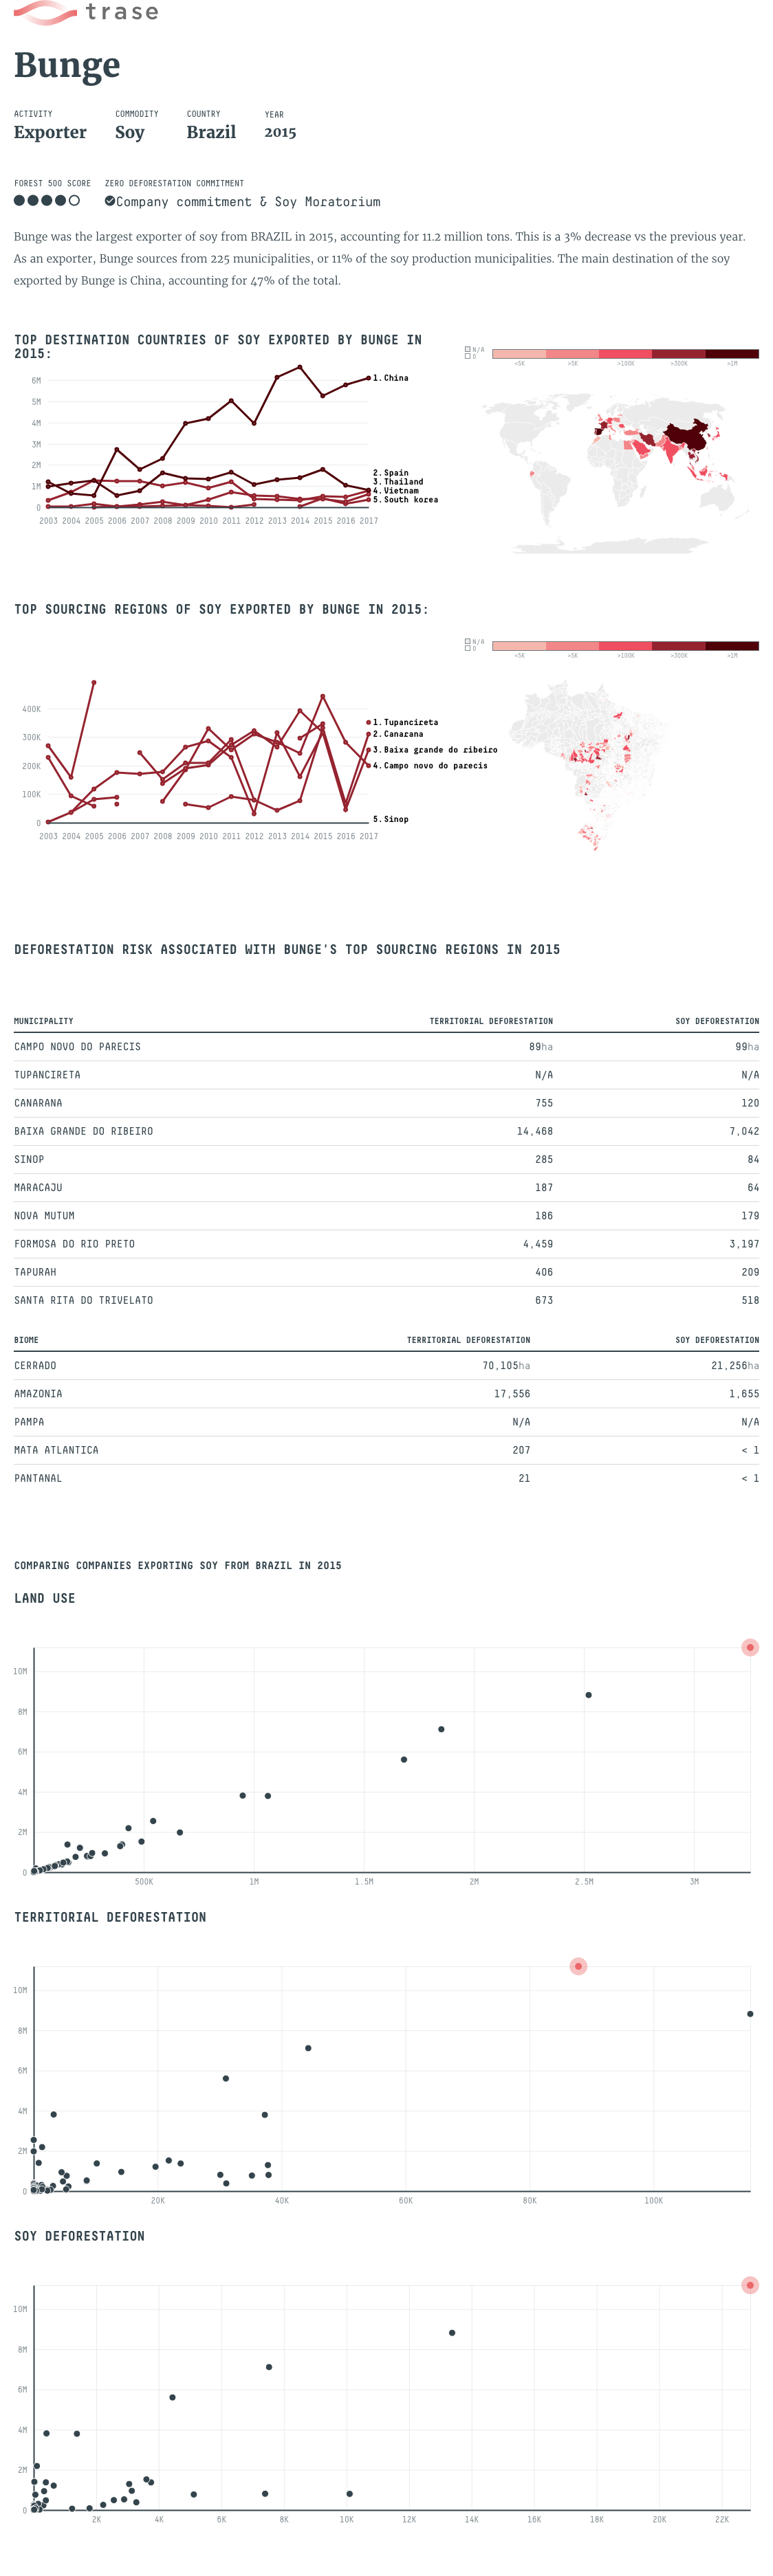 trase
Bunge
ACTIVITY COMMODITY COUNTRY YEAR
Exporter Soy Brazil 2015
FOREST 500 SCORE ZERO DEFORESTATION COMMITMENT
Company commitment & Soy Moratorium
Bunge was the largest exporter of soy from BRAZIL in 2015, accounting for 11.2 million tons. This is a 3% decrease vs the previous year.
As an exporter, Bunge sources from 225 municipalities, or 11% of the soy production municipalities. The main destination of the soy
exported by Bunge is China, accounting for 47% of the total.
TOP DESTINATION COUNTRIES OF SOY EXPORTED BY BUNGE IN
2015:
N/A
0
<5K >5K >100K >300K >1M
6M
5M
4M
3M
2M
1M
0
1. China
2. Spain
3. Thailand
4. Vietnam
5. South korea
2003 2004 2005 2006 2007 2008 2009 2010 2011 2012 2013 2014 2015 2016 2017
TOP SOURCING REGIONS OF SOY EXPORTED BY BUNGE IN 2015:
N/A
0
<5K >5K >100K >300K >1M
400K
300K
200K
100K
0
1. Tupancireta
2. Canarana
3. Baixa grande do ribeiro
4. Campo novo do parecis
5. Sinop
2003 2004 2005 2006 2007 2008 2009 2010 2011 2012 2013 2014 2015 2016 2017
DEFORESTATION RISK ASSOCIATED WITH BUNGE'S TOP SOURCING REGIONS IN 2015
MUNICIPALITY TERRITORIAL DEFORESTATION SOY DEFORESTATION
CAMPO NOVO DO PARECIS 89ha 99ha
TUPANCIRETA N/A N/A
CANARANA 755 120
BAIXA GRANDE DO RIBEIRO 14,468 7,042
SINOP 285 84
MARACAJU 187 64
NOVA MUTUM 186 179
FORMOSA DO RIO PRETO 4,459 3,197
TAPURAH 406 209
SANTA RITA DO TRIVELATO 673 518
BIOME TERRITORIAL DEFORESTATION SOY DEFORESTATION
CERRADO 70,105ha 21,256ha
AMAZONIA 17,556 1,655
PAMPA N/A N/A
MATA ATLANTICA 207 < 1
PANTANAL 21 < 1
COMPARING COMPANIES EXPORTING SOY FROM BRAZIL IN 2015
LAND USE
10M
8M
6M
4M
2M
0
500K 1M 1.5M 2M 2.5M 3M
TERRITORIAL DEFORESTATION
10M
8M
6M
4M
2M
0
20K 40K 60K 80K 100K
SOY DEFORESTATION
10M
8M
6M
4M
2M
0
2K 4K 6K 8K 10K 12K 14K 16K 18K 20K 22K